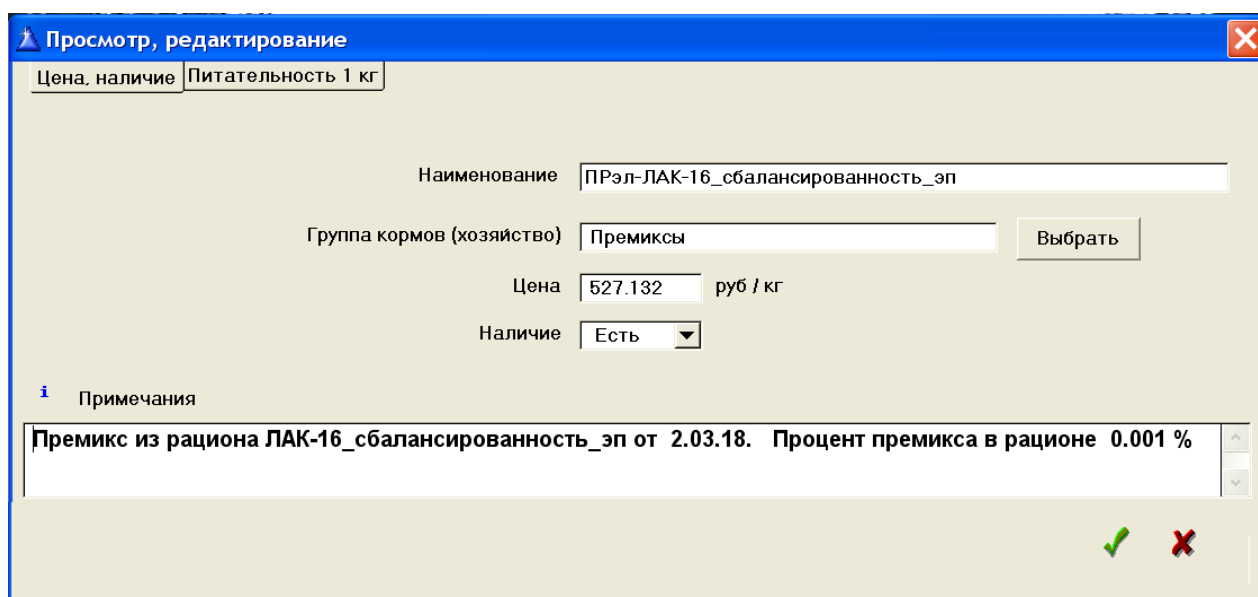 Просмотр, редактирование
Цена, наличие Питательность 1 кг
Наименование ПРэл-ЛАК-16_сбалансированность_эп
Группа кормов (хозяйство) Премиксы Выбрать
Цена 527.132 руб / кг
Наличие Есть
i Примечания
Премикс из рациона ЛАК-16_сбалансированность_эп от 2.03.18. Процент премикса в рационе 0.001 %